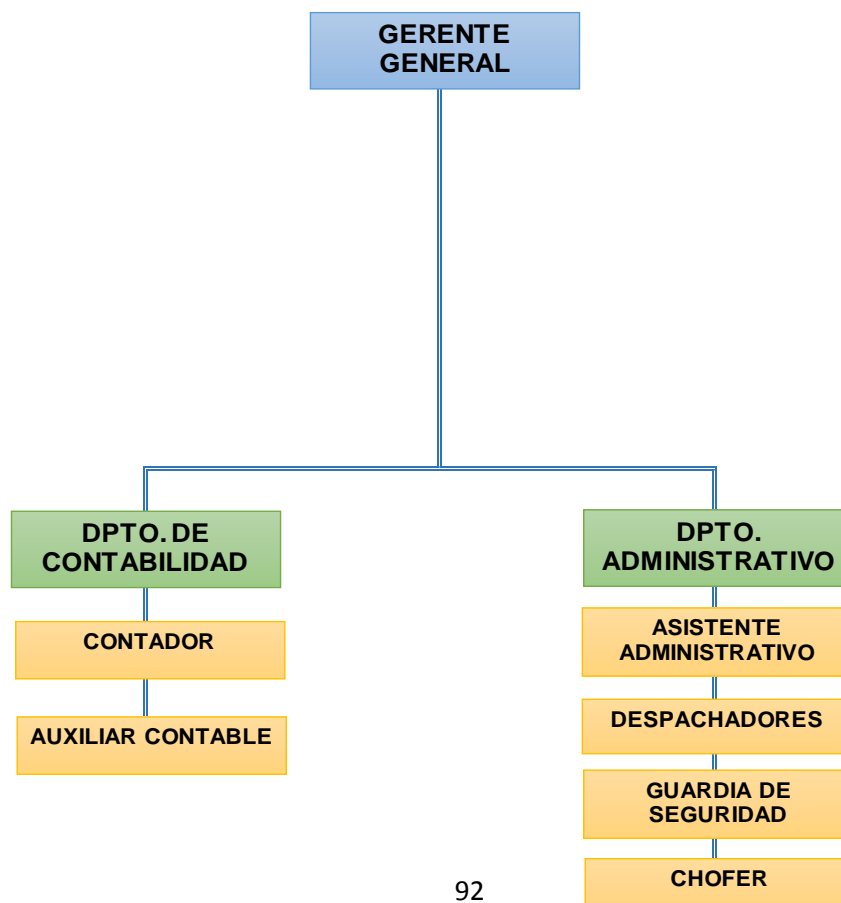 GERENTE
GENERAL
DPTO. DE
CONTABILIDAD
CONTADOR
AUXILIAR CONTABLE
DPTO.
ADMINISTRATIVO
ASISTENTE
ADMINISTRATIVO
DESPACHADORES
GUARDIA DE
SEGURIDAD
CHOFER
92